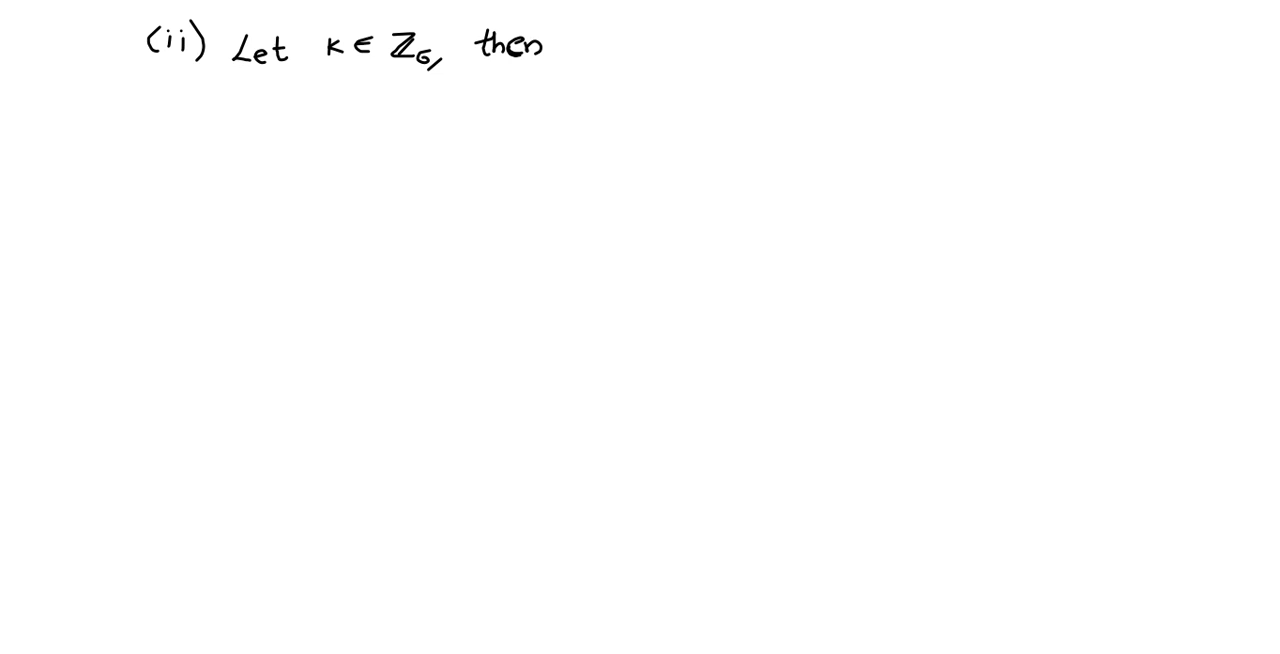 (ii) Let k ∈ ℤ₆, then